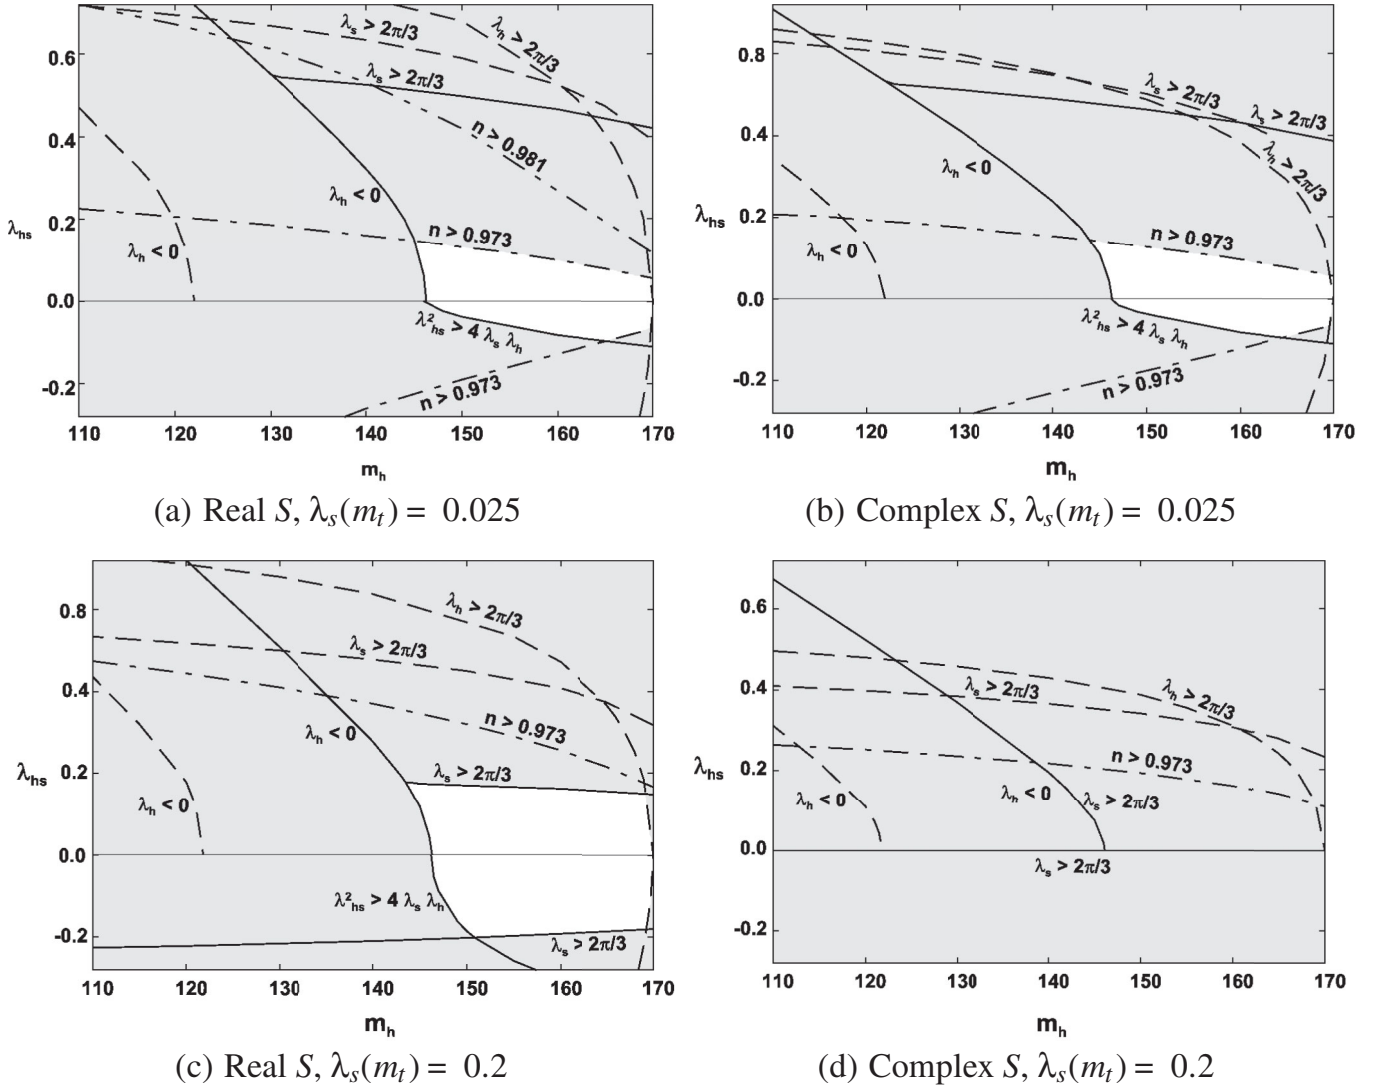 λs > 2π/3
λh > 2π/3
0.6
λs > 2π/3
n > 0.981
0.4
λh < 0
0.2
λhs
n > 0.973
λh < 0
0.0
λ²hs > 4 λs λh
-0.2
n > 0.973
110 120 130 140 150 160 170
mh
(a) Real S, λs(mt) = 0.025
0.8
λs > 2π/3
λs > 2π/3
0.4
λh < 0
λh > 2π/3
0.2
λhs
n > 0.973
λh < 0
0.0
λ²hs > 4 λs λh
-0.2
n > 0.973
110 120 130 140 150 160 170
mh
(b) Complex S, λs(mt) = 0.025
0.8
λh > 2π/3
λs > 2π/3
0.4
n > 0.973
λh < 0
0.2
λs > 2π/3
λhs
λh < 0
0.0
λ²hs > 4 λs λh
-0.2
λs > 2π/3
110 120 130 140 150 160 170
mh
(c) Real S, λs(mt) = 0.2
0.6
λs > 2π/3
λh > 2π/3
0.4
n > 0.973
0.2
λhs
λh < 0
λh < 0
λs > 2π/3
0.0
λs > 2π/3
-0.2
110 120 130 140 150 160 170
mh
(d) Complex S, λs(mt) = 0.2